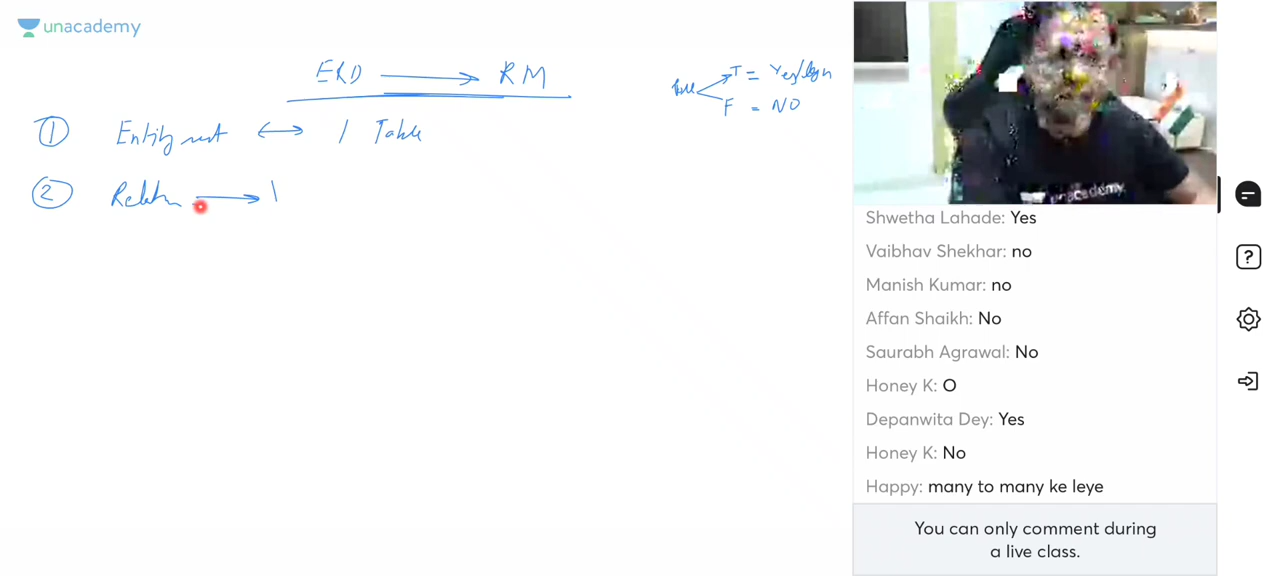 unacademy
ERD → RM
T = Yes/
F = NO
① Entity set ↔ 1 Table
② Relation → 1
unacademy
Shwetha Lahade: Yes
Vaibhav Shekhar: no
Manish Kumar: no
Affan Shaikh: No
Saurabh Agrawal: No
Honey K: O
Depanwita Dey: Yes
Honey K: No
Happy: many to many ke leye
You can only comment during
a live class.